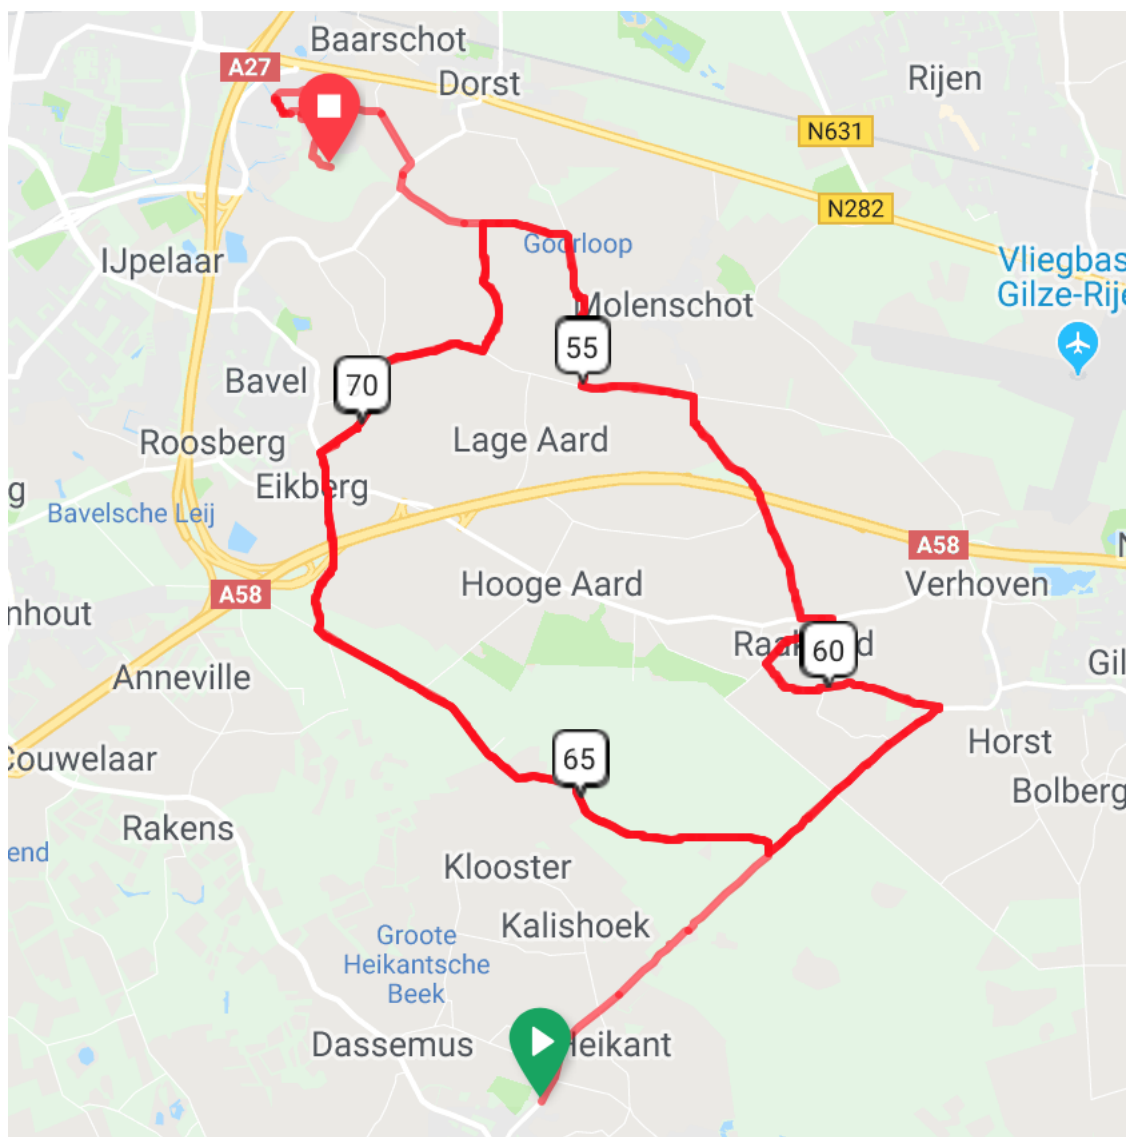 Baarschot
A27
Dorst
Rijen
N631
N282
Goorloop
IJpelaar
Vliegbas
Gilze-Rije
Molenschot
55
Bavel
70
Roosberg
Lage Aard
Eikberg
g
Bavelsche Leij
A58
N
A58
Hooge Aard
Verhoven
nhout
60
Gil
Anneville
Horst
Couwelaar
65
Bolberg
Rakens
end
Klooster
Kalishoek
Groote
Heikantsche
Beek
Dassemus
Heikant